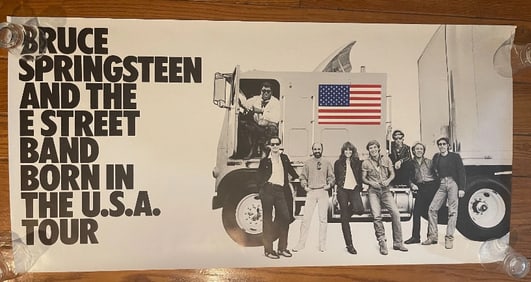 BRUCE
SPRINGSTEEN
AND THE
E STREET
BAND
BORN IN
THE U.S.A.
TOUR